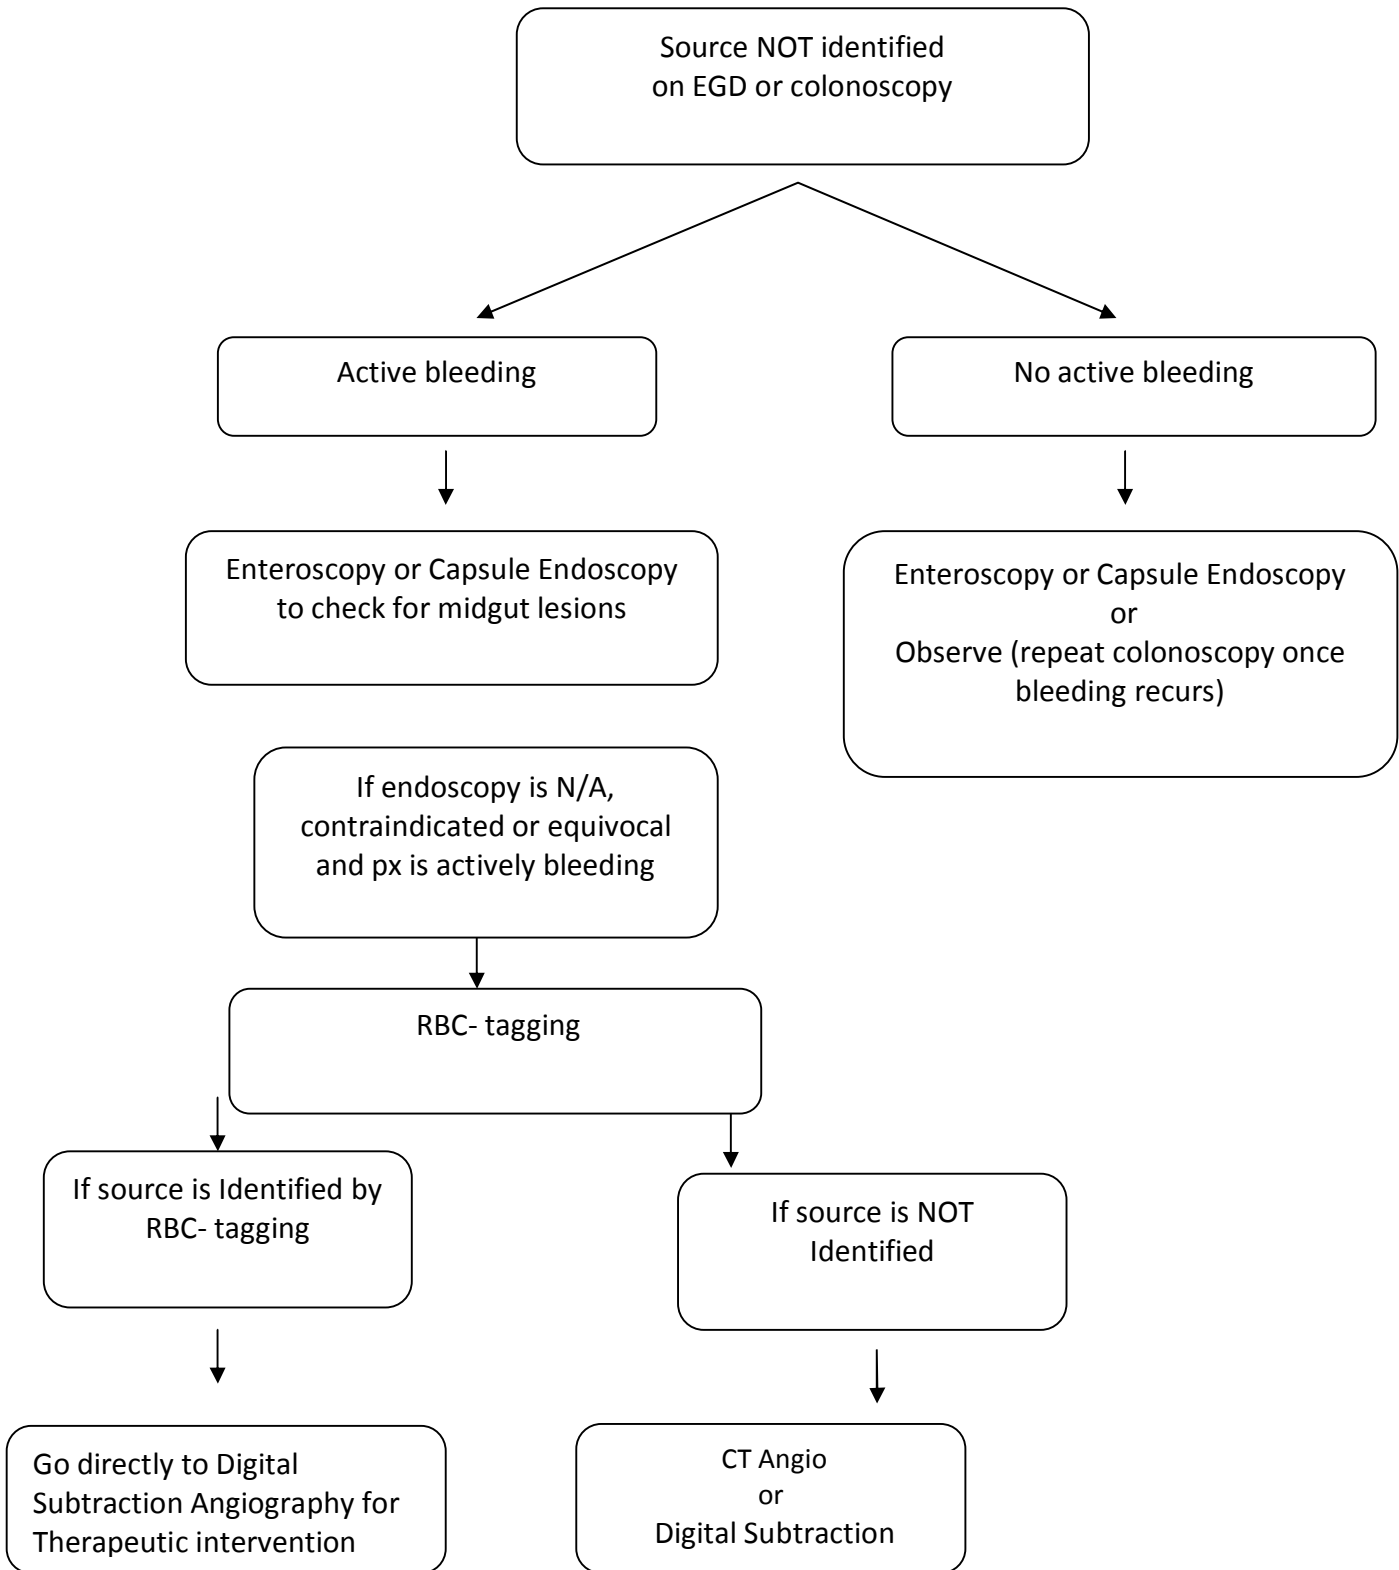 Source NOT identified
on EGD or colonoscopy
Active bleeding
No active bleeding
Enteroscopy or Capsule Endoscopy
to check for midgut lesions
Enteroscopy or Capsule Endoscopy
or
Observe (repeat colonoscopy once
bleeding recurs)
If endoscopy is N/A,
contraindicated or equivocal
and px is actively bleeding
RBC- tagging
If source is Identified by
RBC- tagging
If source is NOT
Identified
Go directly to Digital
Subtraction Angiography for
Therapeutic intervention
CT Angio
or
Digital Subtraction